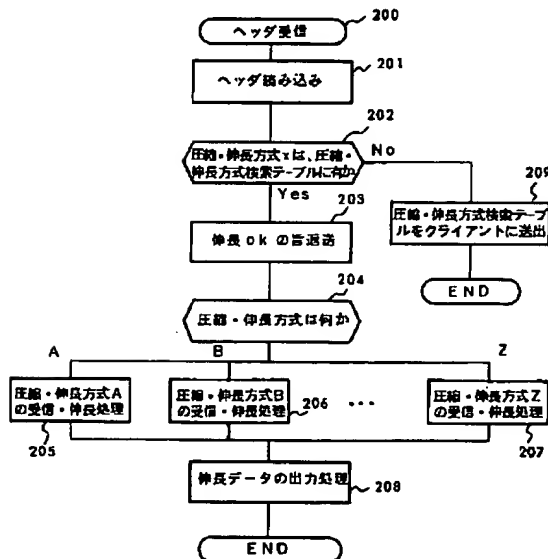 ヘッダ受信
200
201
ヘッダ読み込み
202
圧縮・伸長方式xは、圧縮・
伸長方式検索テーブルに有か
No
Yes
209
圧縮・伸長方式検索テーブ
ルをクライアントに送出
END
203
伸長okの旨返送
204
圧縮・伸長方式は何か
A
B
Z
圧縮・伸長方式A
の受信・伸長処理
205
圧縮・伸長方式B
の受信・伸長処理
206
・・・
圧縮・伸長方式Z
の受信・伸長処理
207
伸長データの出力処理
208
END